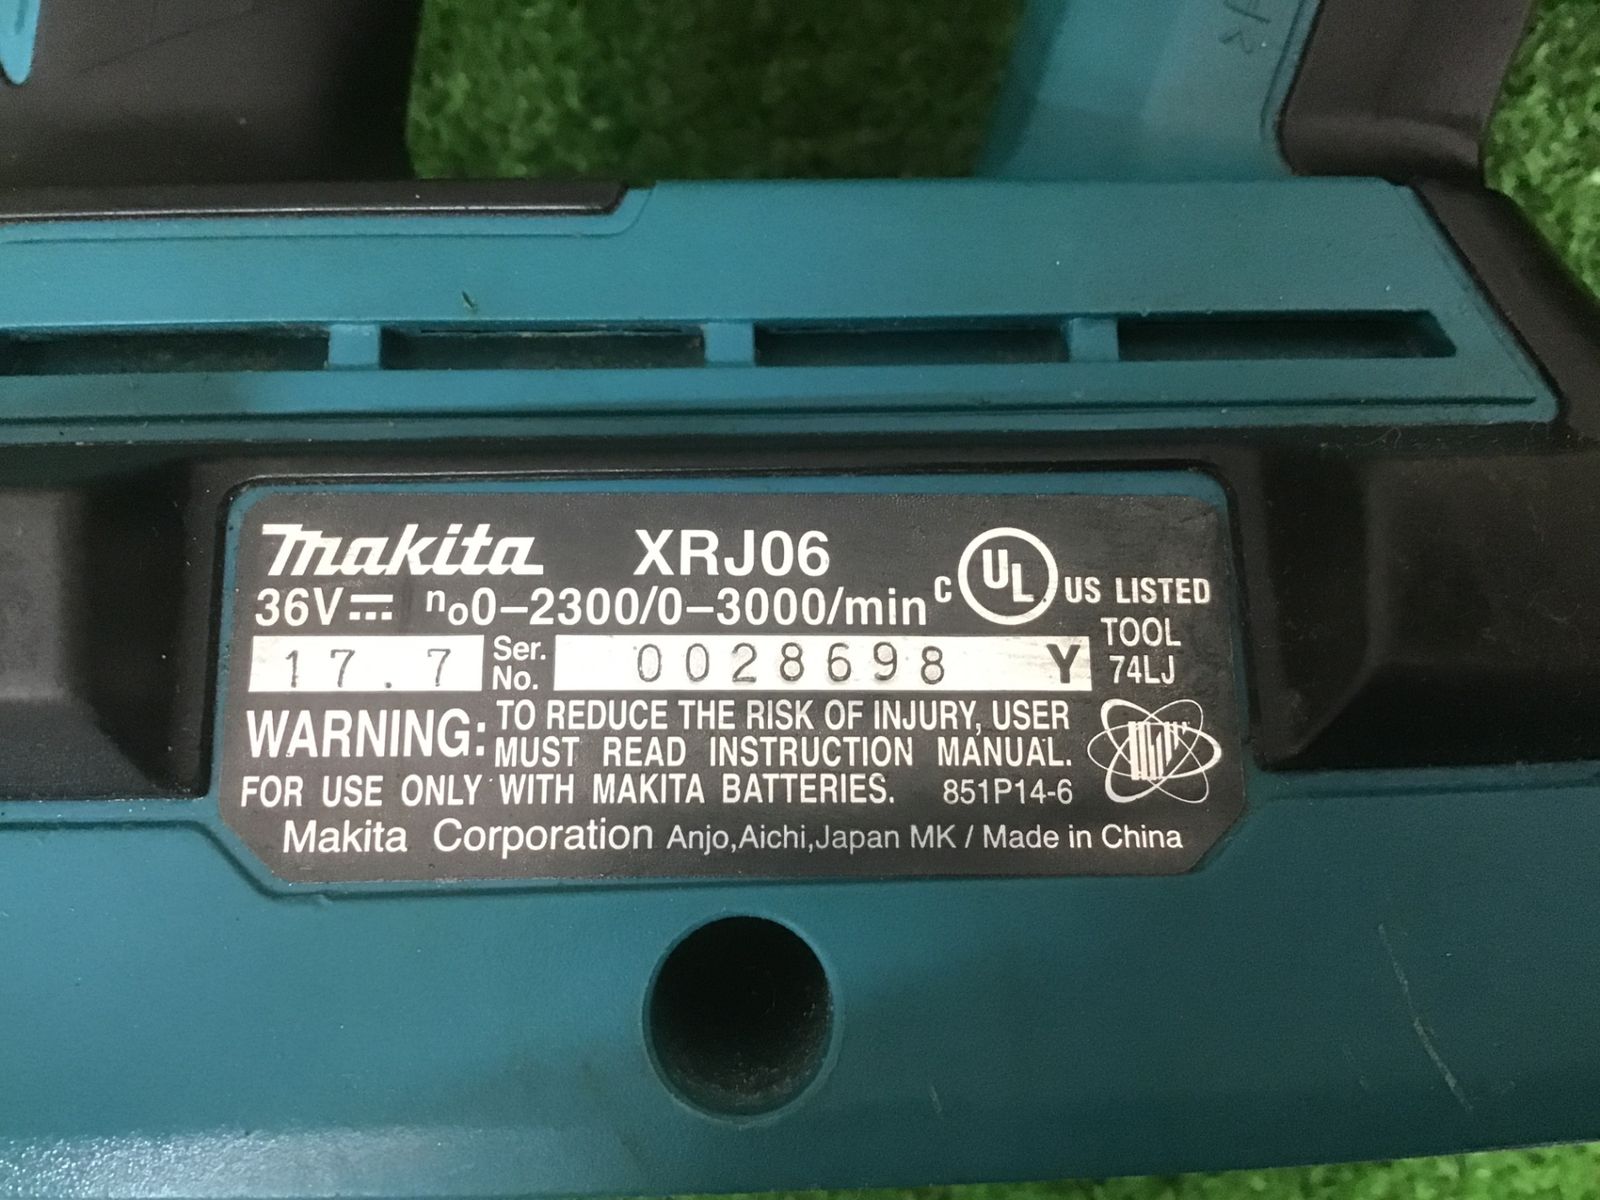 makita XRJ06
36V n₀0–2300/0–3000/min C UL US LISTED
17.7 Ser. No. 0028698 Y TOOL 74LJ
WARNING: TO REDUCE THE RISK OF INJURY, USER
MUST READ INSTRUCTION MANUAL.
FOR USE ONLY WITH MAKITA BATTERIES. 851P14-6
Makita Corporation Anjo,Aichi,Japan MK / Made in China